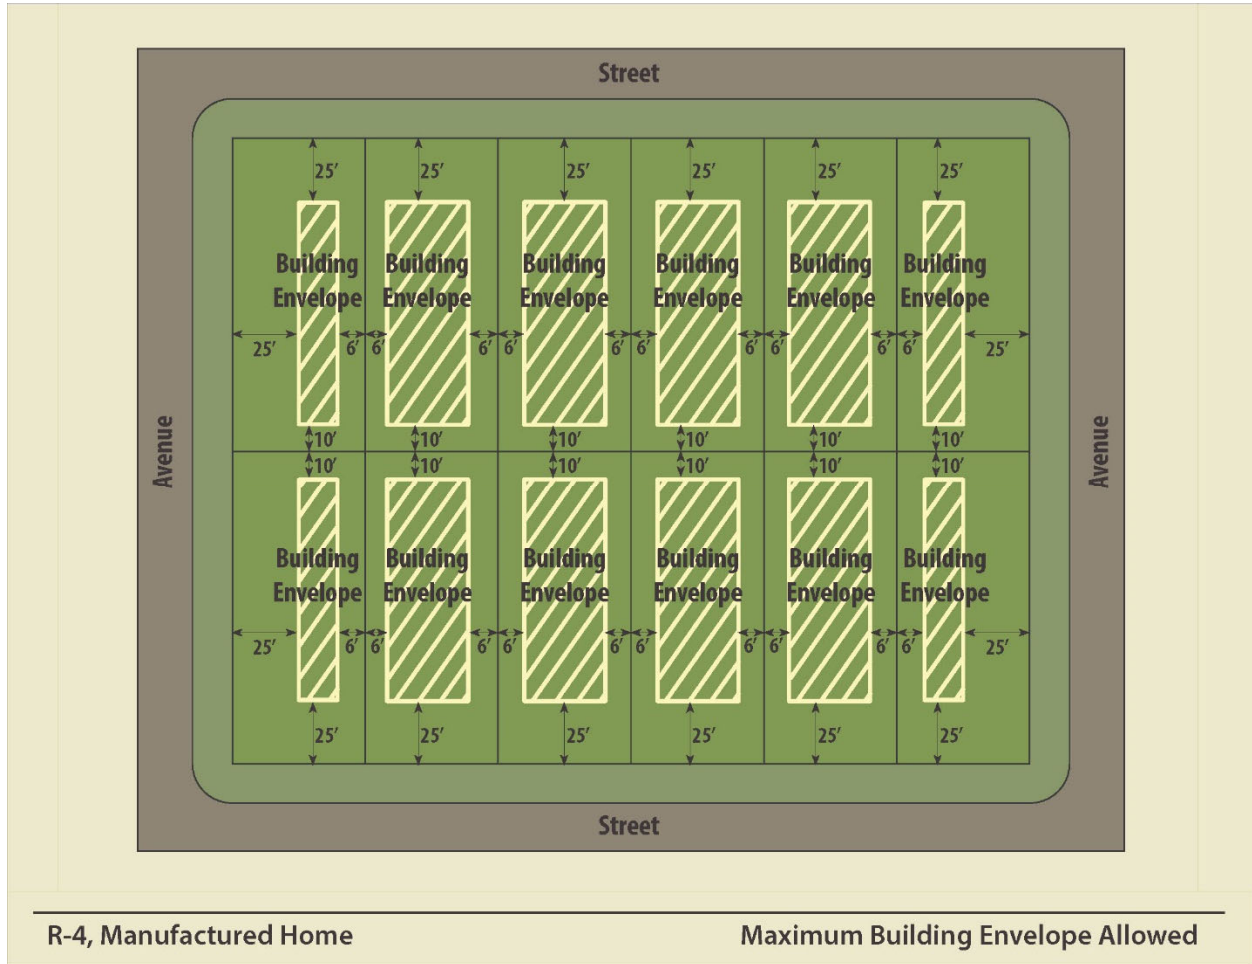 Street
25′ 25′ 25′ 25′ 25′ 25′
Building Building Building Building Building Building
Envelope Envelope Envelope Envelope Envelope Envelope
25′ 6′ 6′ 6′ 6′ 6′ 6′ 6′ 6′ 6′ 6′ 25′
10′ 10′ 10′ 10′ 10′ 10′
Avenue
Avenue
10′ 10′ 10′ 10′ 10′ 10′
Building Building Building Building Building Building
Envelope Envelope Envelope Envelope Envelope Envelope
25′ 6′ 6′ 6′ 6′ 6′ 6′ 6′ 6′ 6′ 6′ 25′
25′ 25′ 25′ 25′ 25′ 25′
Street
R-4, Manufactured Home
Maximum Building Envelope Allowed